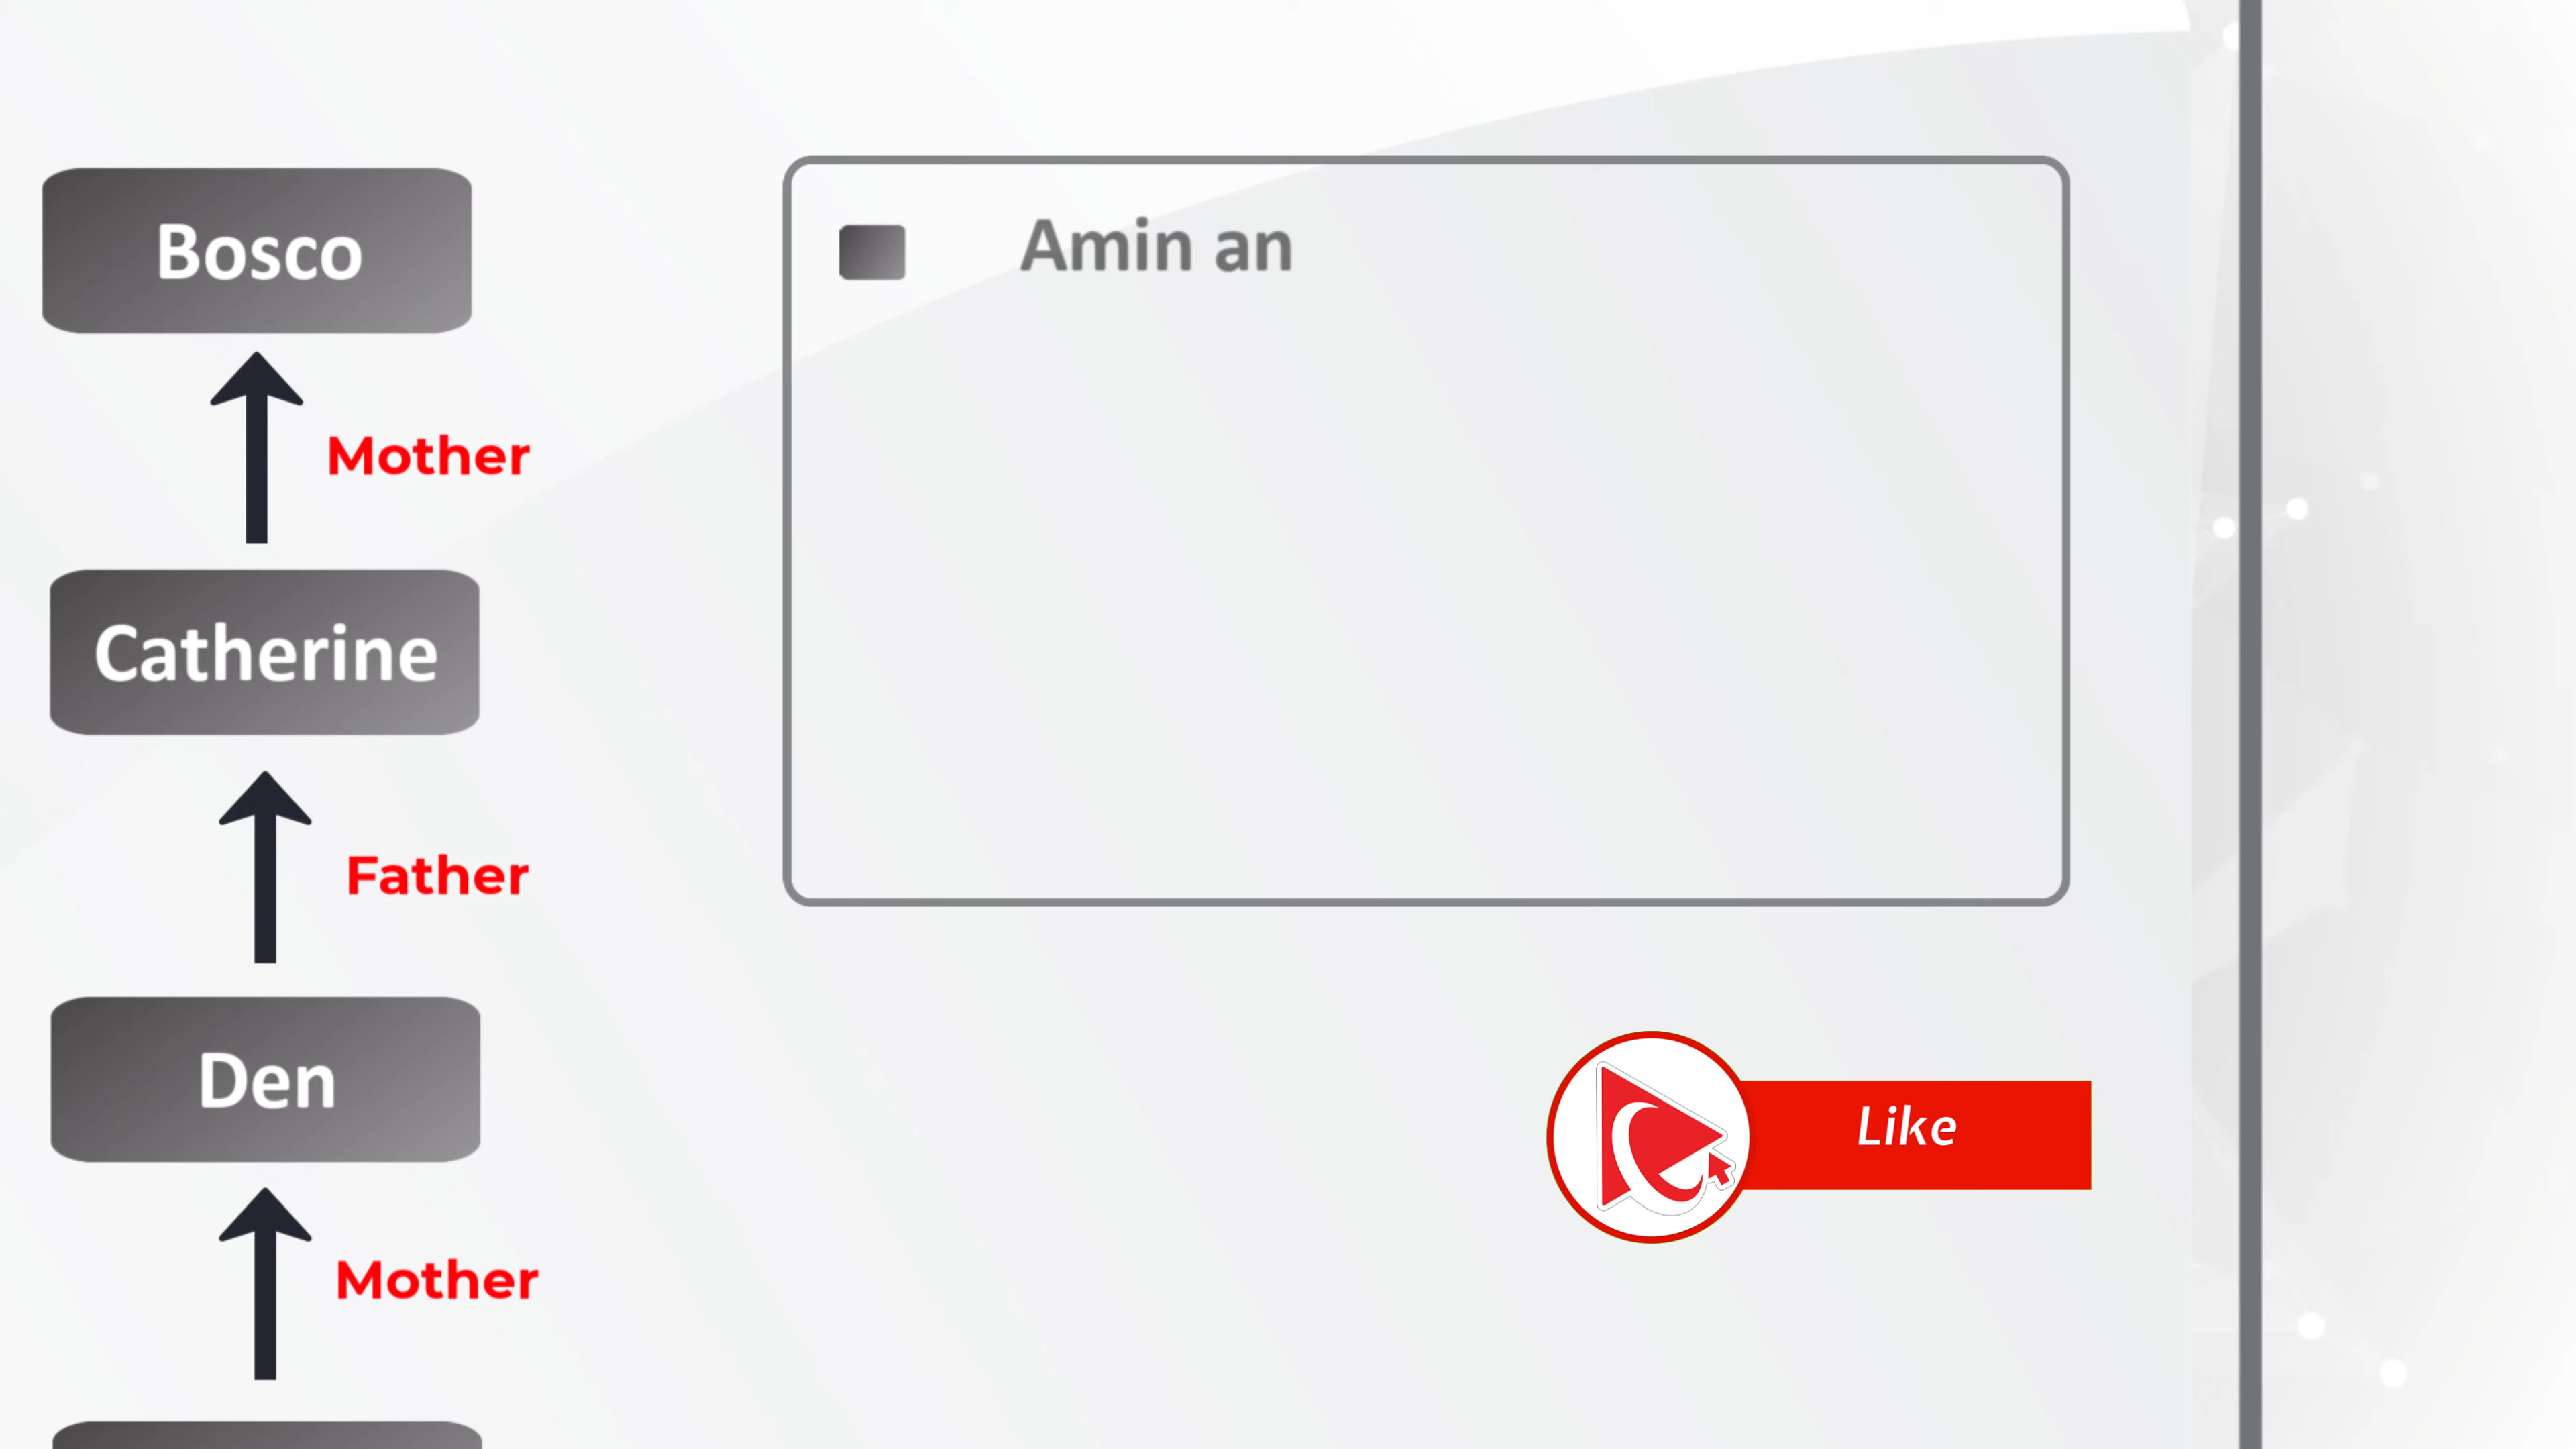 Bosco
Mother
Catherine
Father
Den
Mother
Amin an
Like